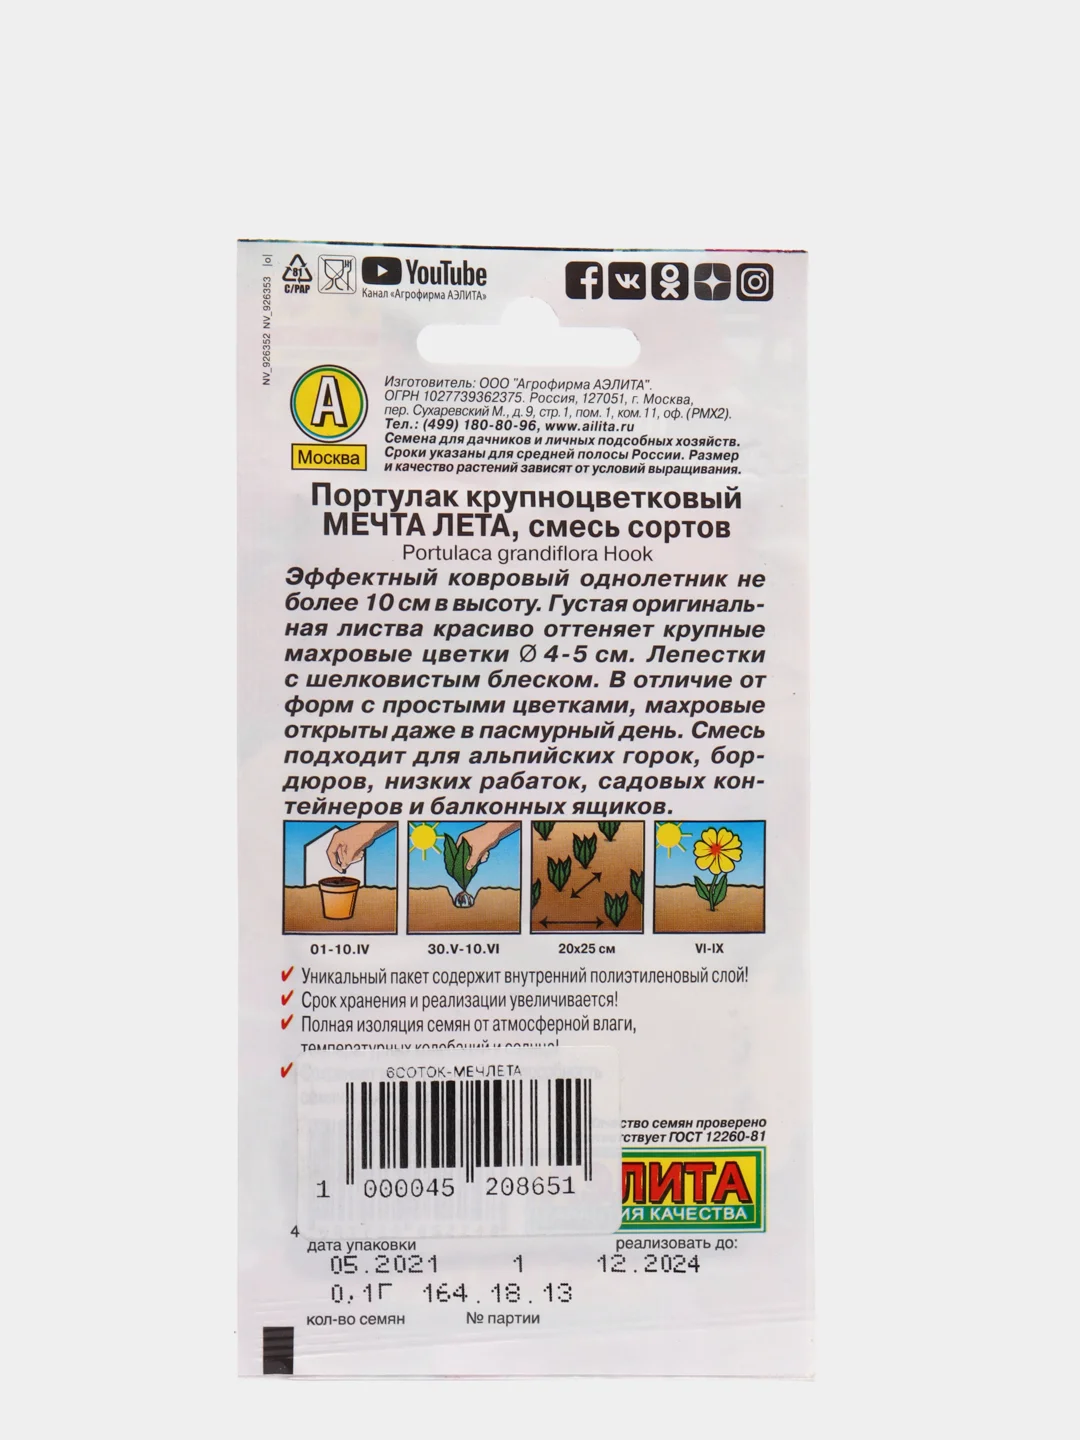 NV_926352 NV_926353 |o|
81
C/PAP
YouTube
Канал «Агрофирма АЭЛИТА»
А
Москва
Изготовитель: ООО "Агрофирма АЭЛИТА".
ОГРН 1027739362375. Россия, 127051, г. Москва,
пер. Сухаревский М., д. 9, стр. 1, пом. 1, ком. 11, оф. (РМХ2).
Тел.: (499) 180-80-96, www.ailita.ru
Семена для дачников и личных подсобных хозяйств.
Сроки указаны для средней полосы России. Размер
и качество растений зависят от условий выращивания.
Портулак крупноцветковый
МЕЧТА ЛЕТА, смесь сортов
Portulaca grandiflora Hook
Эффектный ковровый однолетник не
более 10 см в высоту. Густая оригиналь-
ная листва красиво оттеняет крупные
махровые цветки Ø 4-5 см. Лепестки
с шелковистым блеском. В отличие от
форм с простыми цветками, махровые
открыты даже в пасмурный день. Смесь
подходит для альпийских горок, бор-
дюров, низких рабаток, садовых кон-
тейнеров и балконных ящиков.
01-10.IV 30.V-10.VI 20х25 см VI-IX
Уникальный пакет содержит внутренний полиэтиленовый слой!
Срок хранения и реализации увеличивается!
Полная изоляция семян от атмосферной влаги,
температурных колебаний и солнца!
6СОТОК-МЕЧЛЕТА
1 000045 208651
ство семян проверено
тствует ГОСТ 12260-81
ЛИТА
ИЯ КАЧЕСТВА
4
дата упаковки реализовать до:
05.2021 1 12.2024
0,1Г 164.18.13
кол-во семян № партии